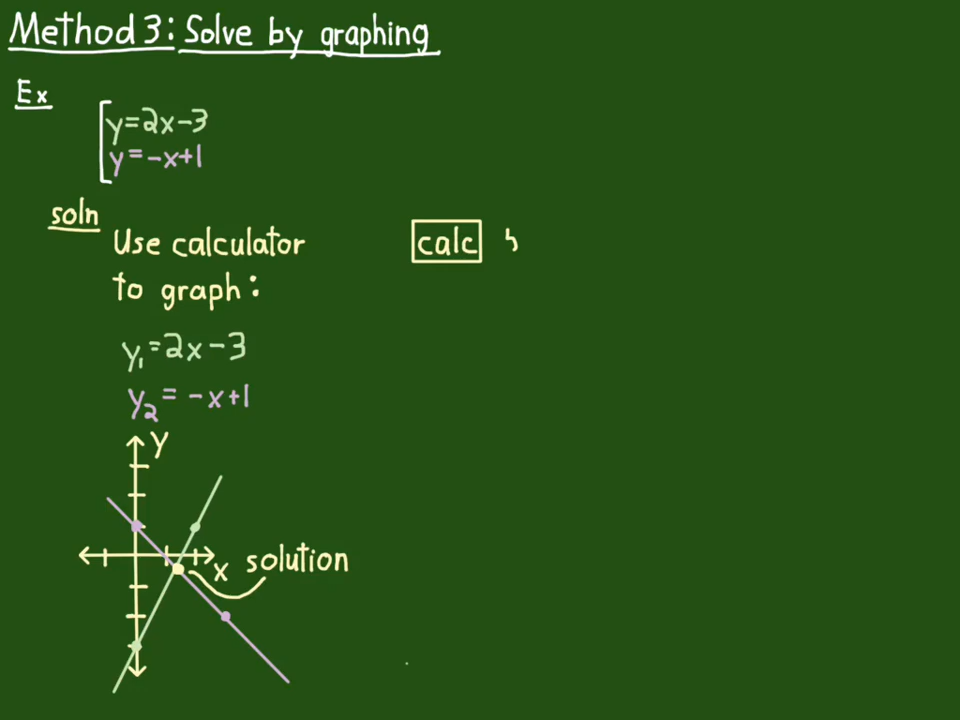 Method 3: Solve by graphing
Ex
y=2x-3
y=-x+1
soln
Use calculator
to graph:
calc
y₁=2x-3
y₂=-x+1
y
x
solution